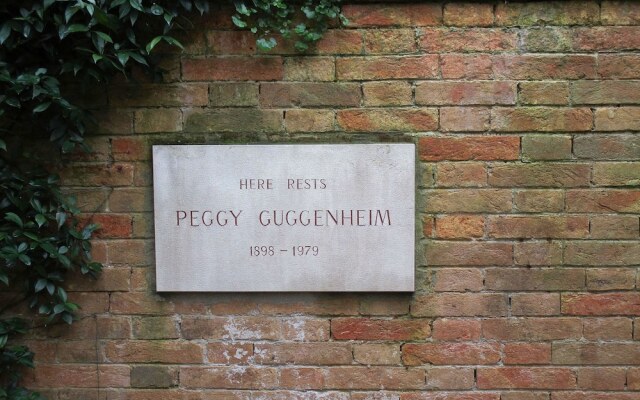 HERE RESTS
PEGGY GUGGENHEIM
1898 – 1979